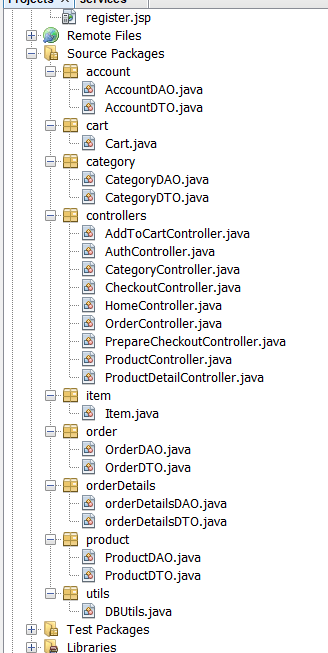 Projects Services
register.jsp
Remote Files
Source Packages
account
AccountDAO.java
AccountDTO.java
cart
Cart.java
category
CategoryDAO.java
CategoryDTO.java
controllers
AddToCartController.java
AuthController.java
CategoryController.java
CheckoutController.java
HomeController.java
OrderController.java
PrepareCheckoutController.java
ProductController.java
ProductDetailController.java
item
Item.java
order
OrderDAO.java
OrderDTO.java
orderDetails
orderDetailsDAO.java
orderDetailsDTO.java
product
ProductDAO.java
ProductDTO.java
utils
DBUtils.java
Test Packages
Libraries